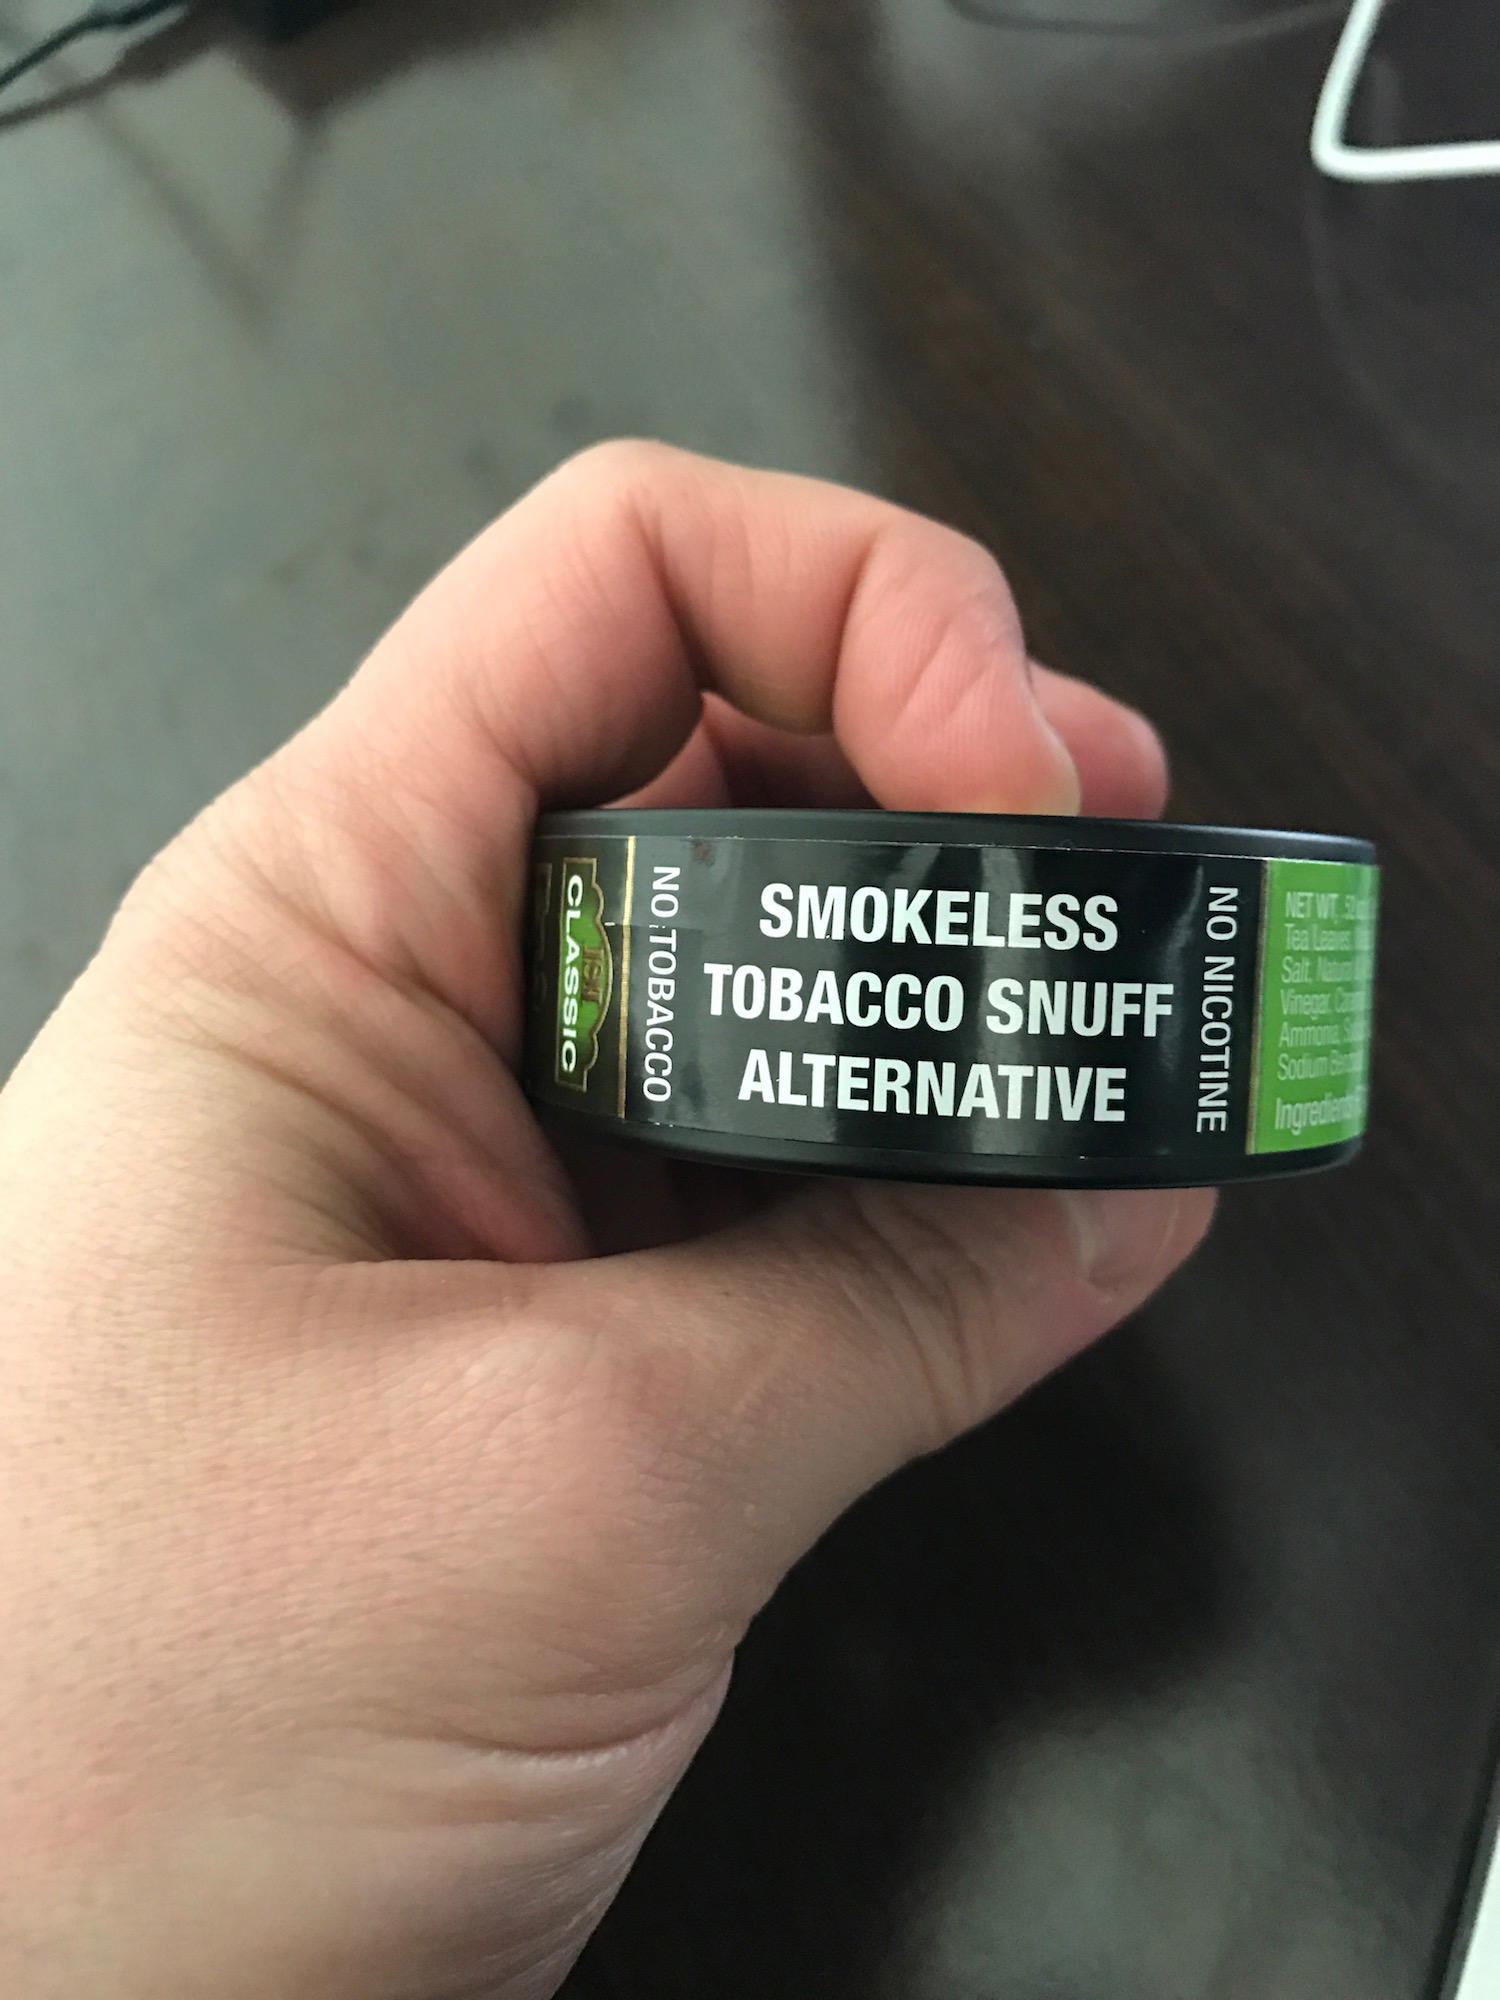 CLASSIC
NO TOBACCO
SMOKELESS
TOBACCO SNUFF
ALTERNATIVE
NO NICOTINE
NET WT.
Tea Leaves
Salt, Natural
Vinegar,
Ammonia,
Sodium
Ingredients